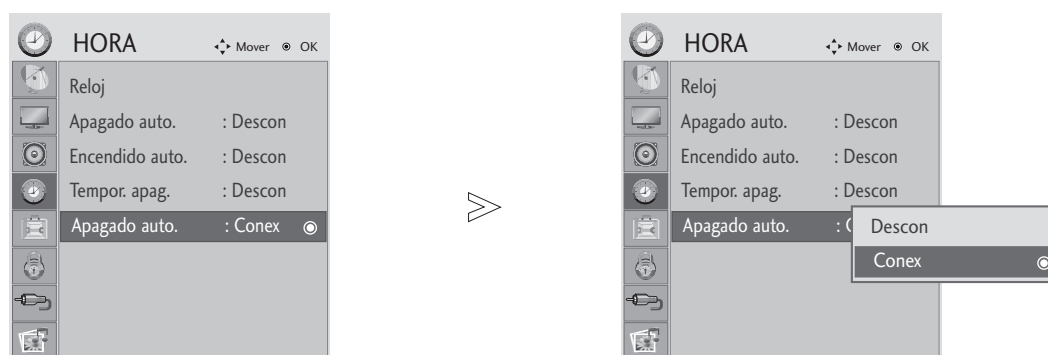 HORA Mover OK
Reloj
Apagado auto. : Descon
Encendido auto. : Descon
Tempor. apag. : Descon
Apagado auto. : Conex
>
HORA Mover OK
Reloj
Apagado auto. : Descon
Encendido auto. : Descon
Tempor. apag. : Descon
Apagado auto. : C
Descon
Conex